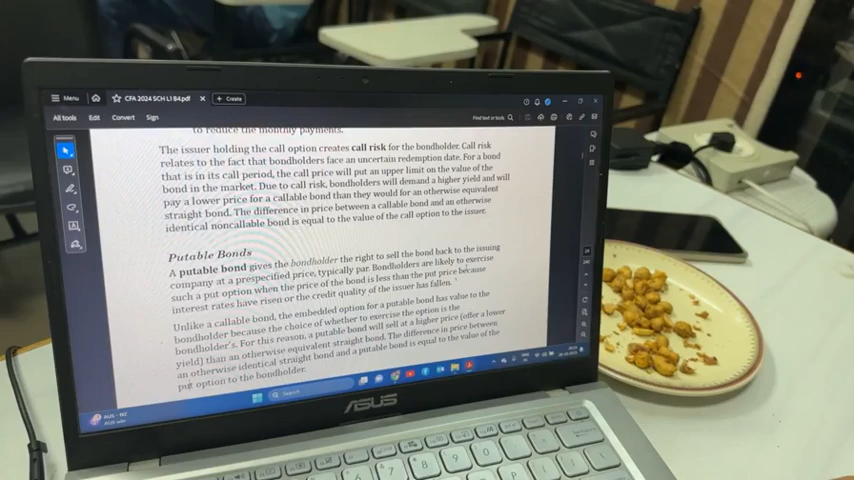 Menu
CFA 2024 SCH L1 B4.pdf
+ Create
All tools Edit Convert Sign
Find text or tools
to reduce the monthly payments.
The issuer holding the call option creates call risk for the bondholder. Call risk
relates to the fact that bondholders face an uncertain redemption date. For a bond
that is in its call period, the call price will put an upper limit on the value of the
bond in the market. Due to call risk, bondholders will demand a higher yield and will
pay a lower price for a callable bond than they would for an otherwise equivalent
straight bond. The difference in price between a callable bond and an otherwise
identical noncallable bond is equal to the value of the call option to the issuer.
Putable Bonds
A putable bond gives the bondholder the right to sell the bond back to the issuing
company at a prespecified price, typically par. Bondholders are likely to exercise
such a put option when the price of the bond is less than the put price because
interest rates have risen or the credit quality of the issuer has fallen.
Unlike a callable bond, the embedded option for a putable bond has value to the
bondholder because the choice of whether to exercise the option is the
bondholder's. For this reason, a putable bond will sell at a higher price (offer a lower
yield) than an otherwise equivalent straight bond. The difference in price between
an otherwise identical straight bond and a putable bond is equal to the value of the
put option to the bondholder.
AUS - NZ
AUS win
Search
ASUS
7 8 9 0
P